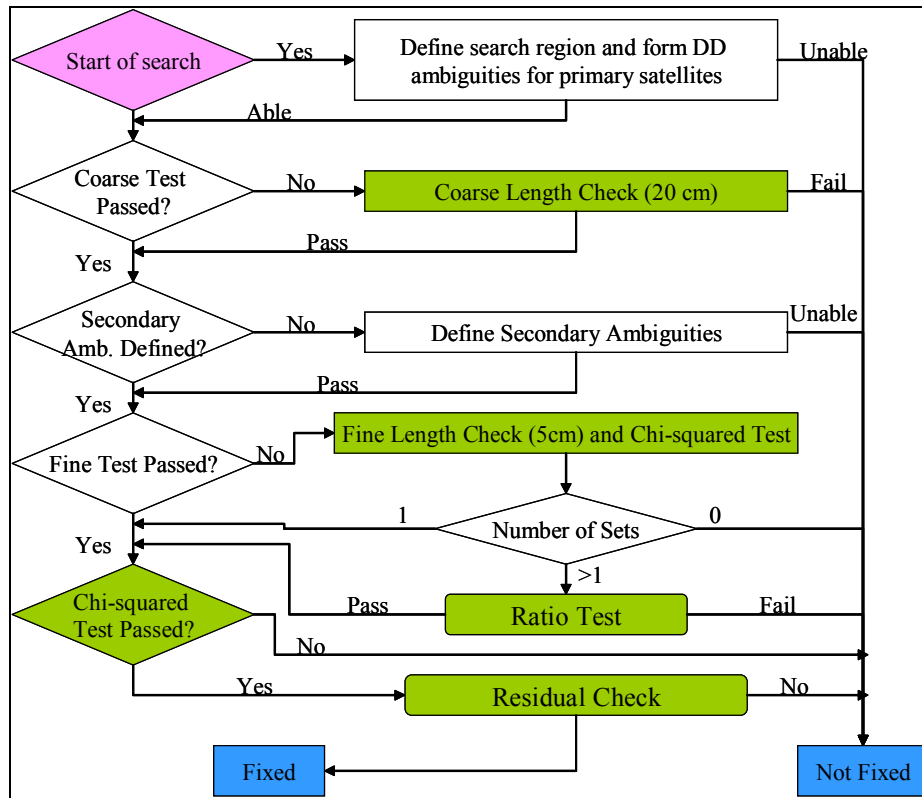 Start of search
Yes
Define search region and form DD
ambiguities for primary satellites
Unable
Able
Coarse Test
Passed?
No
Coarse Length Check (20 cm)
Fail
Pass
Yes
Secondary
Amb. Defined?
No
Define Secondary Ambiguities
Unable
Pass
Yes
Fine Test Passed?
No
Fine Length Check (5cm) and Chi-squared Test
1
Number of Sets
0
Yes
>1
Chi-squared
Test Passed?
Pass
Ratio Test
Fail
No
Yes
Residual Check
No
Fixed
Not Fixed